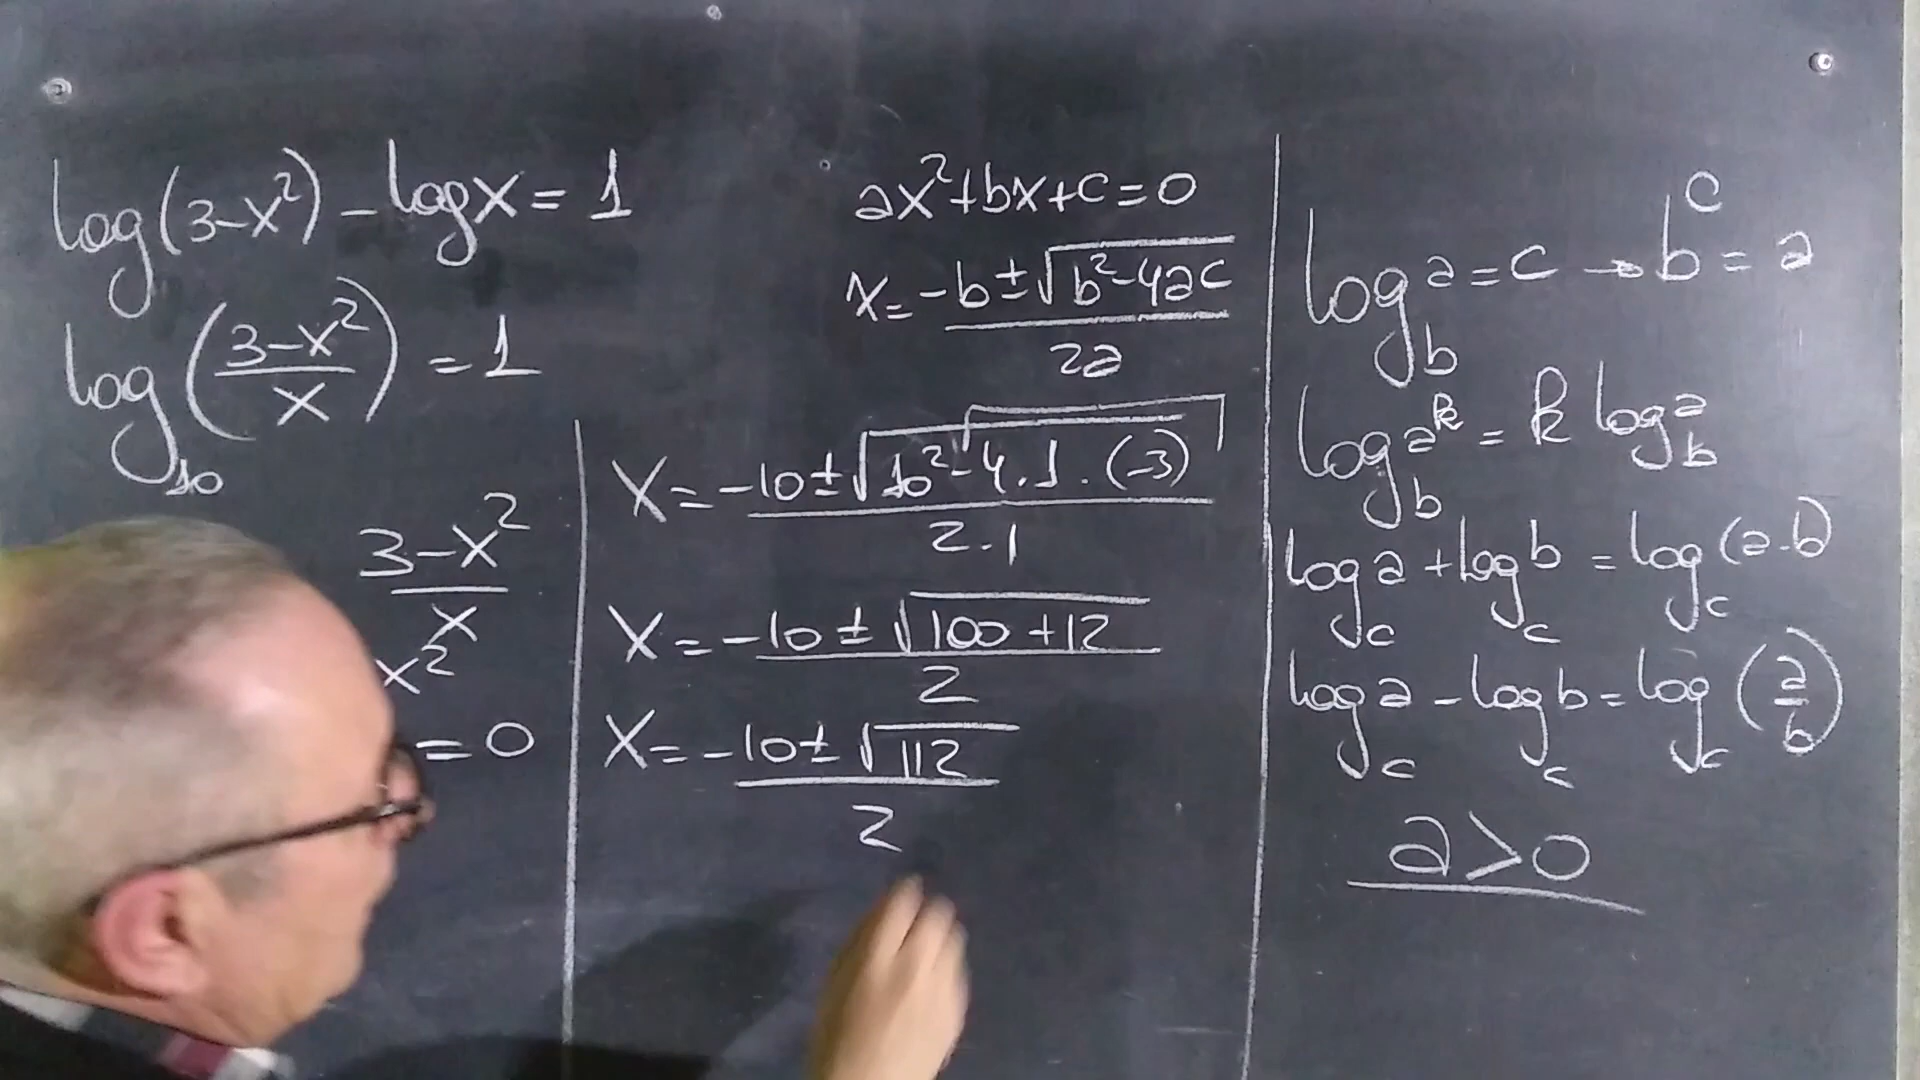 log(3-x²) - logx = 1
log₁₀((3-x²)/x) = 1
(3-x²)/x
x²
= 0
ax²+bx+c=0
x = (-b±√(b²-4ac))/2a
X = (-10±√(10²-4.1.(-3)))/2.1
X = (-10±√(100+12))/2
X = (-10±√112)/2
log_b a = c → b^c = a
log_b a^k = k log_b a
log_c a + log_c b = log_c (a.b)
log_c a - log_c b = log_c (a/b)
a>0